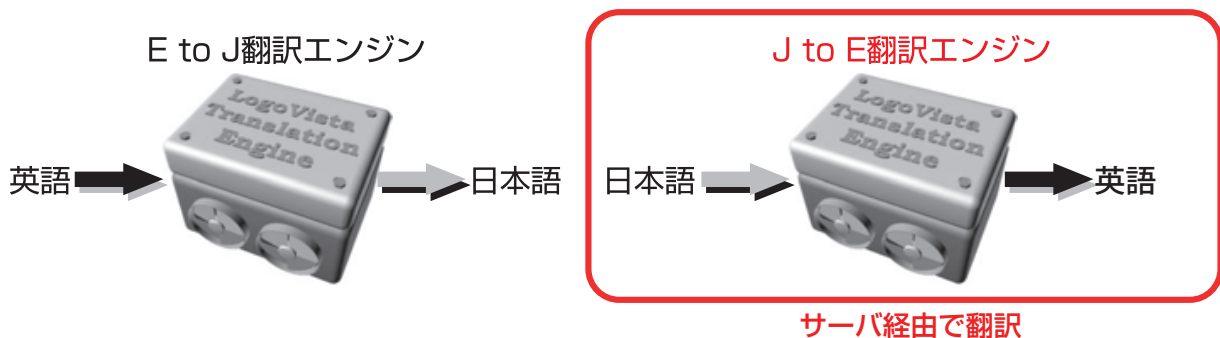 E to J翻訳エンジン
LogoVista
Translation
Engine
英語
日本語
J to E翻訳エンジン
LogoVista
Translation
Engine
日本語
英語
サーバ経由で翻訳